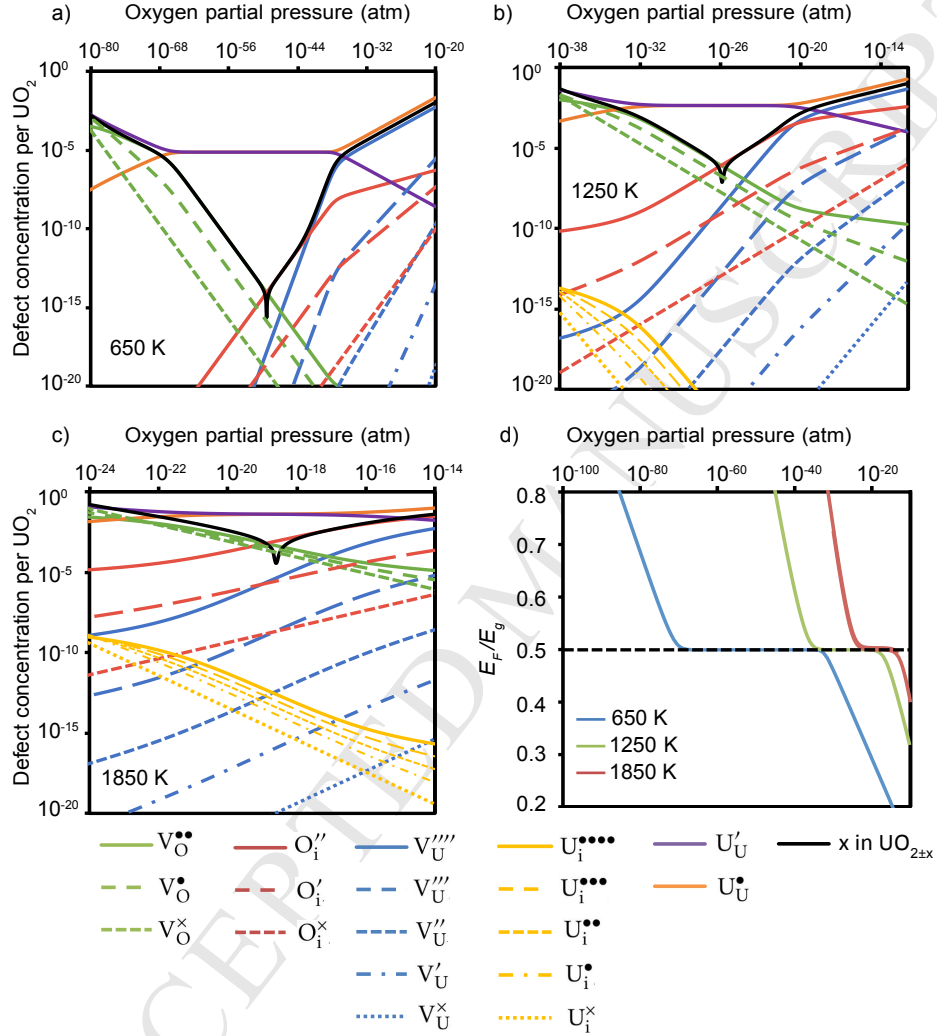 a) Oxygen partial pressure (atm)
10⁻⁸⁰ 10⁻⁶⁸ 10⁻⁵⁶ 10⁻⁴⁴ 10⁻³² 10⁻²⁰
Defect concentration per UO₂
10⁰
10⁻⁵
10⁻¹⁰
10⁻¹⁵
10⁻²⁰
650 K
b) Oxygen partial pressure (atm)
10⁻³⁸ 10⁻³² 10⁻²⁶ 10⁻²⁰ 10⁻¹⁴
10⁰
10⁻⁵
10⁻¹⁰
10⁻¹⁵
10⁻²⁰
1250 K
c) Oxygen partial pressure (atm)
10⁻²⁴ 10⁻²² 10⁻²⁰ 10⁻¹⁸ 10⁻¹⁶ 10⁻¹⁴
Defect concentration per UO₂
10⁰
10⁻⁵
10⁻¹⁰
10⁻¹⁵
10⁻²⁰
1850 K
d) Oxygen partial pressure (atm)
10⁻¹⁰⁰ 10⁻⁸⁰ 10⁻⁶⁰ 10⁻⁴⁰ 10⁻²⁰
E_F/E_g
0.8
0.7
0.6
0.5
0.4
0.3
0.2
650 K
1250 K
1850 K
V_O^•• O_i′′ V_U′′′′ U_i^•••• U_U′ x in UO₂±ₓ
V_O^• O_i′ V_U′′′ U_i^••• U_U^•
V_O^× O_i^× V_U′′ U_i^••
V_U′ U_i^•
V_U^× U_i^×
CEPTED MANUSCRIPT